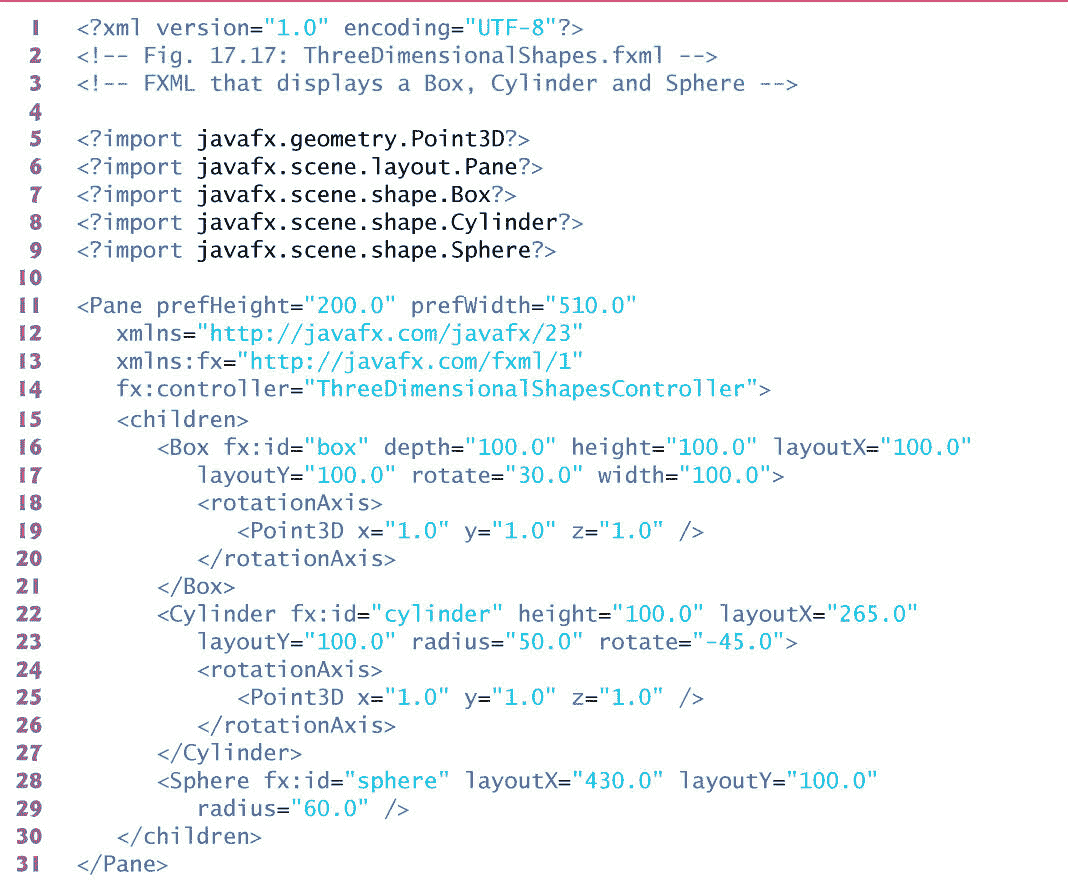 1 <?xml version="1.0" encoding="UTF-8"?>
2 <!-- Fig. 17.17: ThreeDimensionalShapes.fxml -->
3 <!-- FXML that displays a Box, Cylinder and Sphere -->
4
5 <?import javafx.geometry.Point3D?>
6 <?import javafx.scene.layout.Pane?>
7 <?import javafx.scene.shape.Box?>
8 <?import javafx.scene.shape.Cylinder?>
9 <?import javafx.scene.shape.Sphere?>
10
11 <Pane prefHeight="200.0" prefWidth="510.0"
12    xmlns="http://javafx.com/javafx/23"
13    xmlns:fx="http://javafx.com/fxml/1"
14    fx:controller="ThreeDimensionalShapesController">
15    <children>
16       <Box fx:id="box" depth="100.0" height="100.0" layoutX="100.0"
17          layoutY="100.0" rotate="30.0" width="100.0">
18          <rotationAxis>
19             <Point3D x="1.0" y="1.0" z="1.0" />
20          </rotationAxis>
21       </Box>
22       <Cylinder fx:id="cylinder" height="100.0" layoutX="265.0"
23          layoutY="100.0" radius="50.0" rotate="-45.0">
24          <rotationAxis>
25             <Point3D x="1.0" y="1.0" z="1.0" />
26          </rotationAxis>
27       </Cylinder>
28       <Sphere fx:id="sphere" layoutX="430.0" layoutY="100.0"
29          radius="60.0" />
30    </children>
31 </Pane>